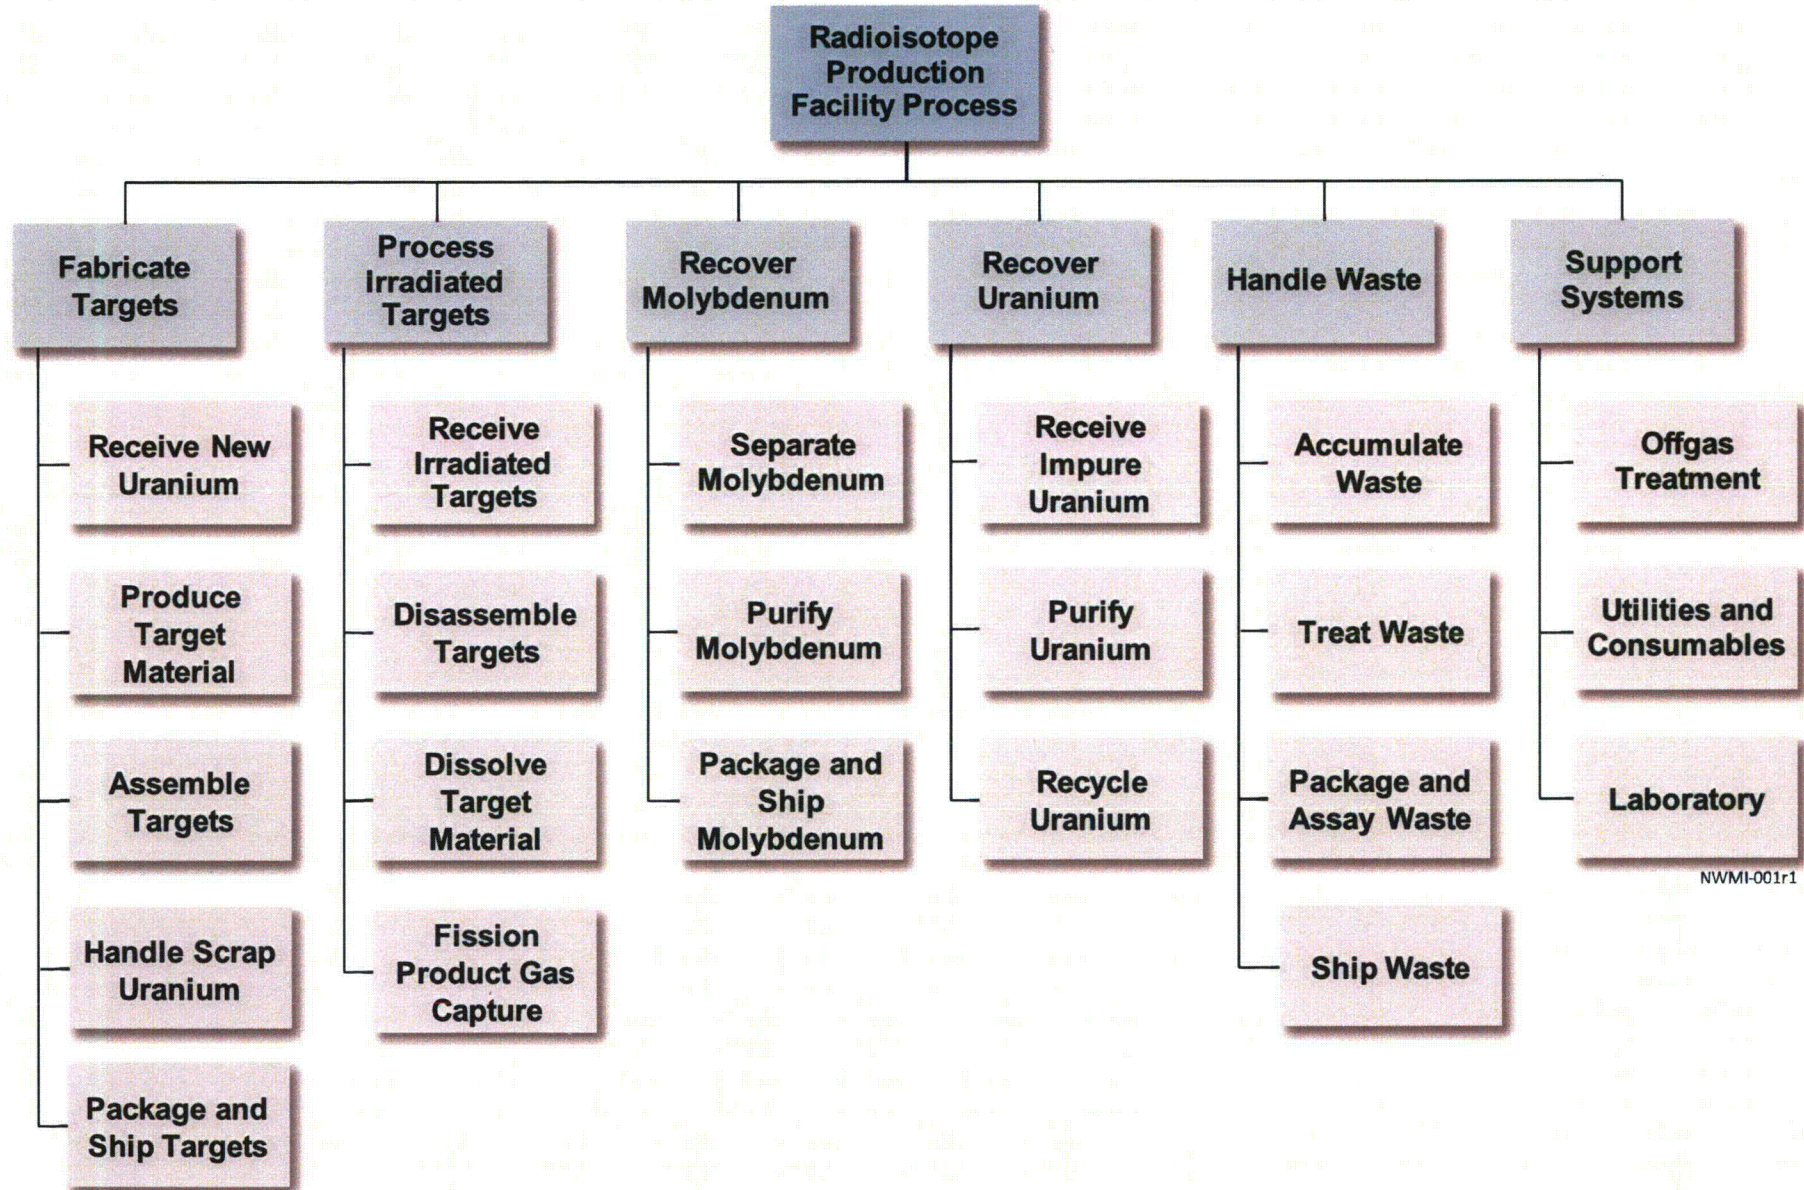 Radioisotope
Production
Facility Process
Fabricate
Targets
Receive New
Uranium
Produce
Target
Material
Assemble
Targets
Handle Scrap
Uranium
Package and
Ship Targets
Process
Irradiated
Targets
Receive
Irradiated
Targets
Disassemble
Targets
Dissolve
Target
Material
Fission
Product Gas
Capture
Recover
Molybdenum
Separate
Molybdenum
Purify
Molybdenum
Package and
Ship
Molybdenum
Recover
Uranium
Receive
Impure
Uranium
Purify
Uranium
Recycle
Uranium
Handle Waste
Accumulate
Waste
Treat Waste
Package and
Assay Waste
Ship Waste
Support
Systems
Offgas
Treatment
Utilities and
Consumables
Laboratory
NWMI-001r1